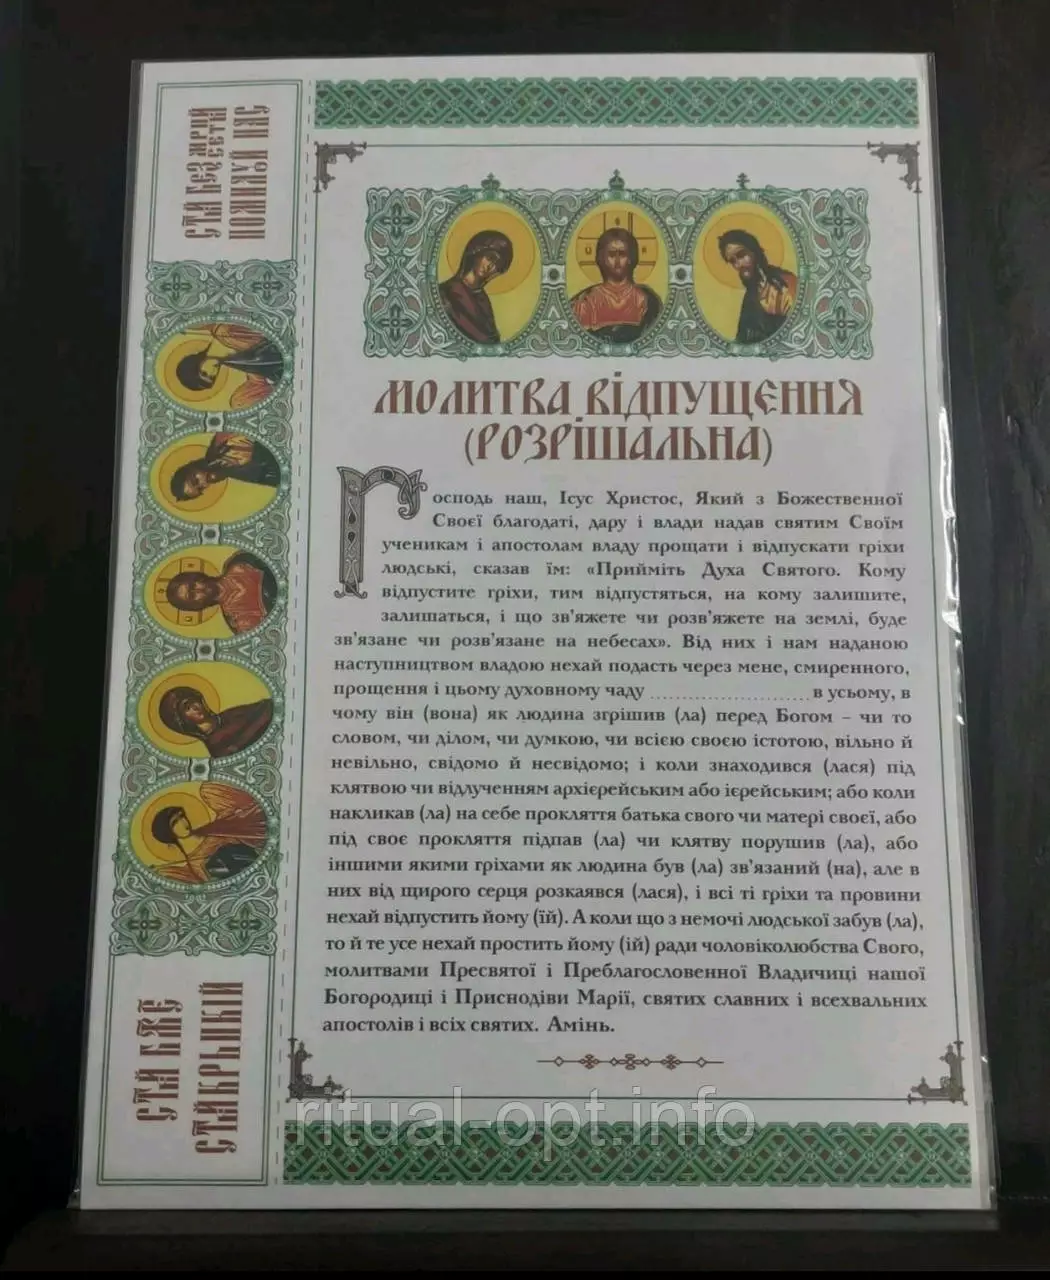 МОЛИТВА ВІДПУЩЕННЯ
(РОЗРІШАЛЬНА)
Господь наш, Ісус Христос, Який з Божественної
Своєї благодаті, дару і влади надав святим Своїм
ученикам і апостолам владу прощати і відпускати гріхи
людські, сказав їм: «Прийміть Духа Святого. Кому
відпустите гріхи, тим відпустяться, на кому залишите,
залишаться, і що зв’яжете чи розв’яжете на землі, буде
зв’язане чи розв’язане на небесах». Від них і нам наданою
наступництвом владою нехай подасть через мене, смиренного,
прощення і цьому духовному чаду .......................... в усьому, в
чому він (вона) як людина згрішив (ла) перед Богом – чи то
словом, чи ділом, чи думкою, чи всією своєю істотою, вільно й
невільно, свідомо й несвідомо; і коли знаходився (лася) під
клятвою чи відлученням архієрейським або ієрейським; або коли
накликав (ла) на себе прокляття батька свого чи матері своєї, або
під своє прокляття підпав (ла) чи клятву порушив (ла), або
іншими якими гріхами як людина був (ла) зв’язаний (на), але в
них від щирого серця розкаявся (лася), і всі ті гріхи та провини
нехай відпустить йому (їй). А коли що з немочі людської забув (ла),
то й те усе нехай простить йому (ій) ради чоловіколюбства Свого,
молитвами Пресвятої і Преблагословенної Владичиці нашої
Богородиці і Приснодіви Марії, святих славних і всехвальних
апостолів і всіх святих. Амінь.
ritual-opt.info